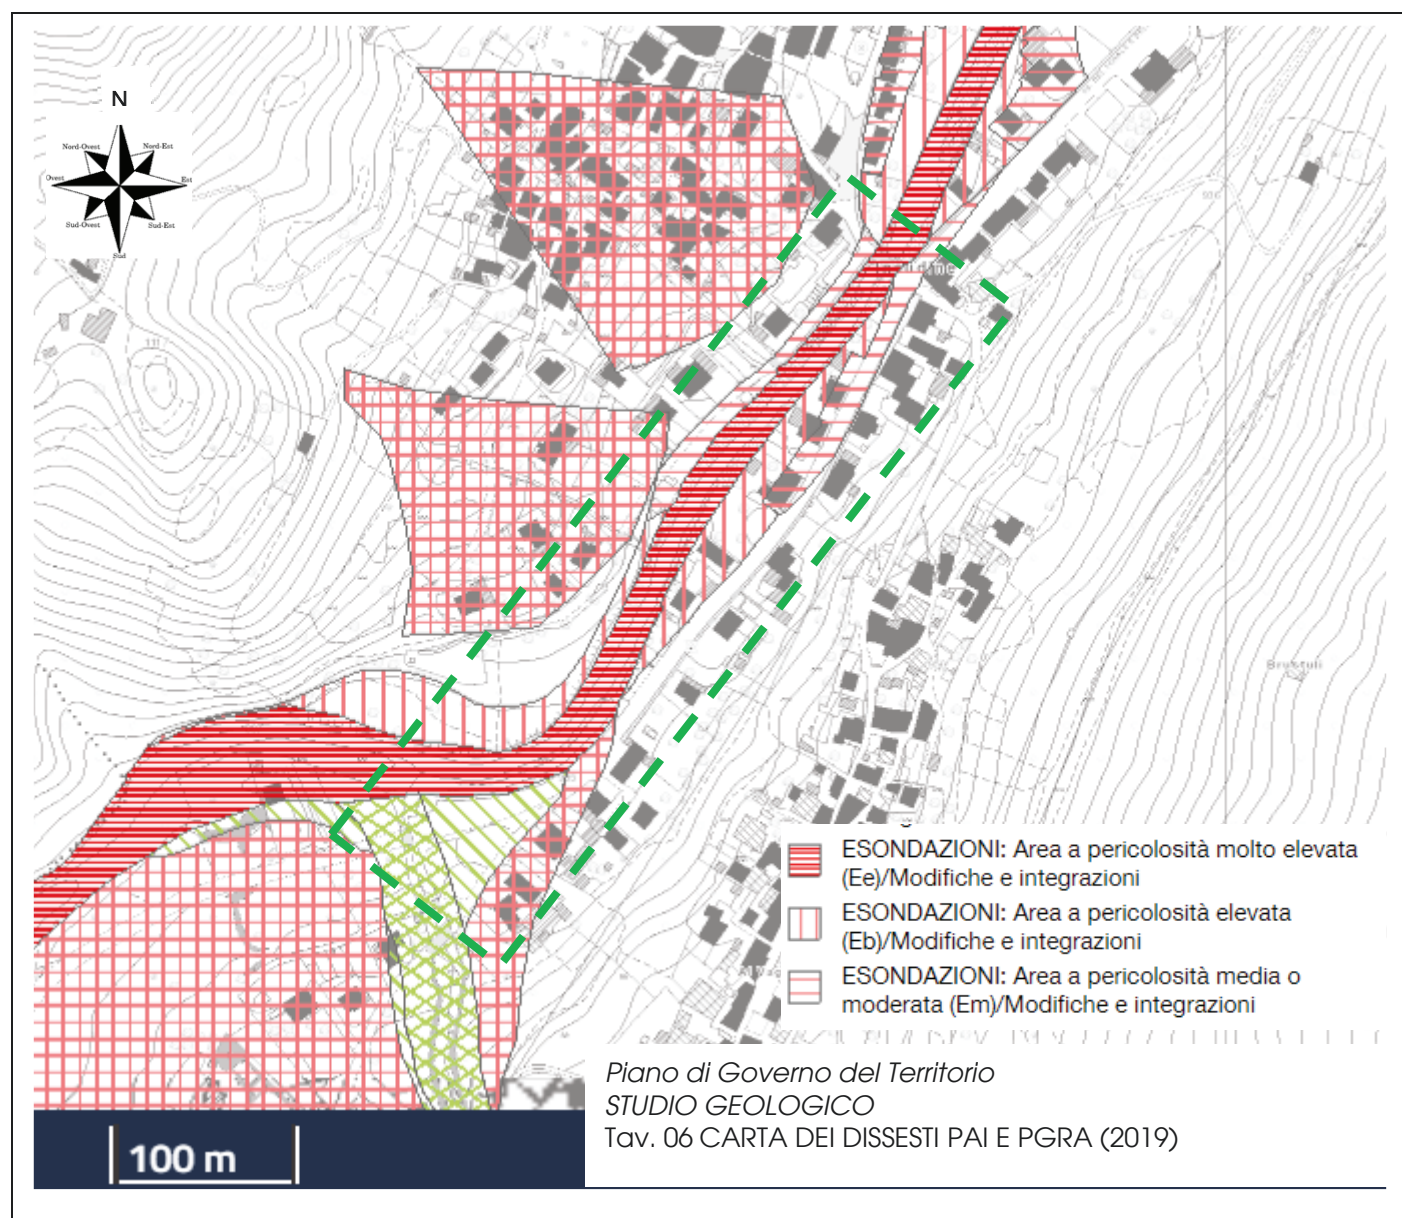 N
Nord-Ovest
Nord-Est
Ovest
Est
Sud-Ovest
Sud-Est
Sud
Brussuli
ESONDAZIONI: Area a pericolosità molto elevata
(Ee)/Modifiche e integrazioni
ESONDAZIONI: Area a pericolosità elevata
(Eb)/Modifiche e integrazioni
ESONDAZIONI: Area a pericolosità media o
moderata (Em)/Modifiche e integrazioni
Piano di Governo del Territorio
STUDIO GEOLOGICO
Tav. 06 CARTA DEI DISSESTI PAI E PGRA (2019)
100 m